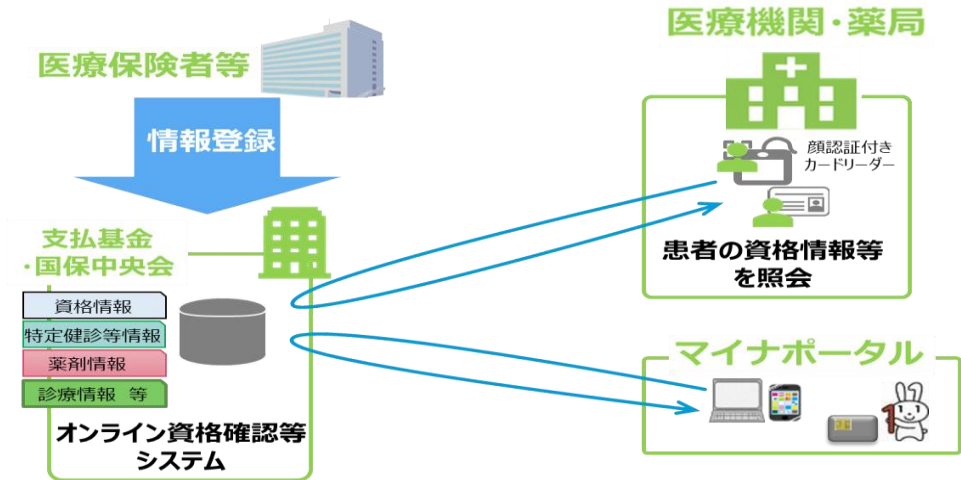 医療保険者等
情報登録
支払基金
・国保中央会
資格情報
特定健診等情報
薬剤情報
診療情報 等
オンライン資格確認等
システム
医療機関・薬局
顔認証付き
カードリーダー
患者の資格情報等
を照会
マイナポータル